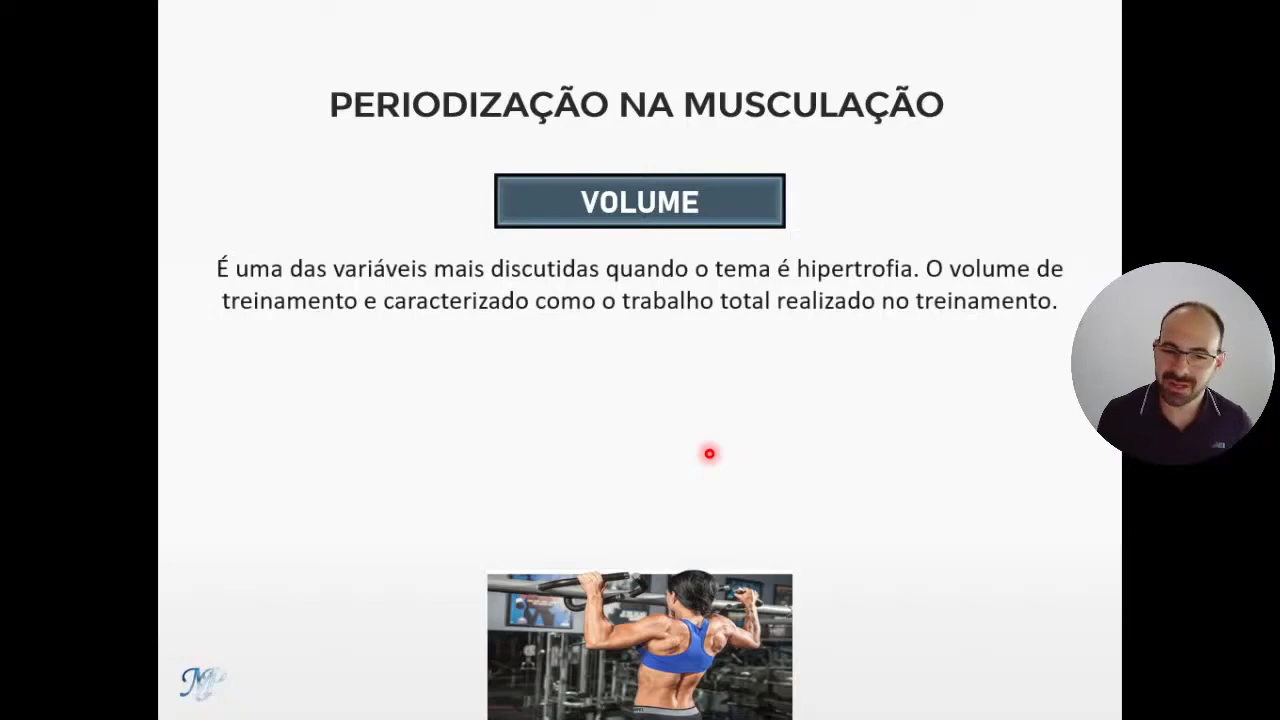 PERIODIZAÇÃO NA MUSCULAÇÃO
VOLUME
É uma das variáveis mais discutidas quando o tema é hipertrofia. O volume de
treinamento e caracterizado como o trabalho total realizado no treinamento.